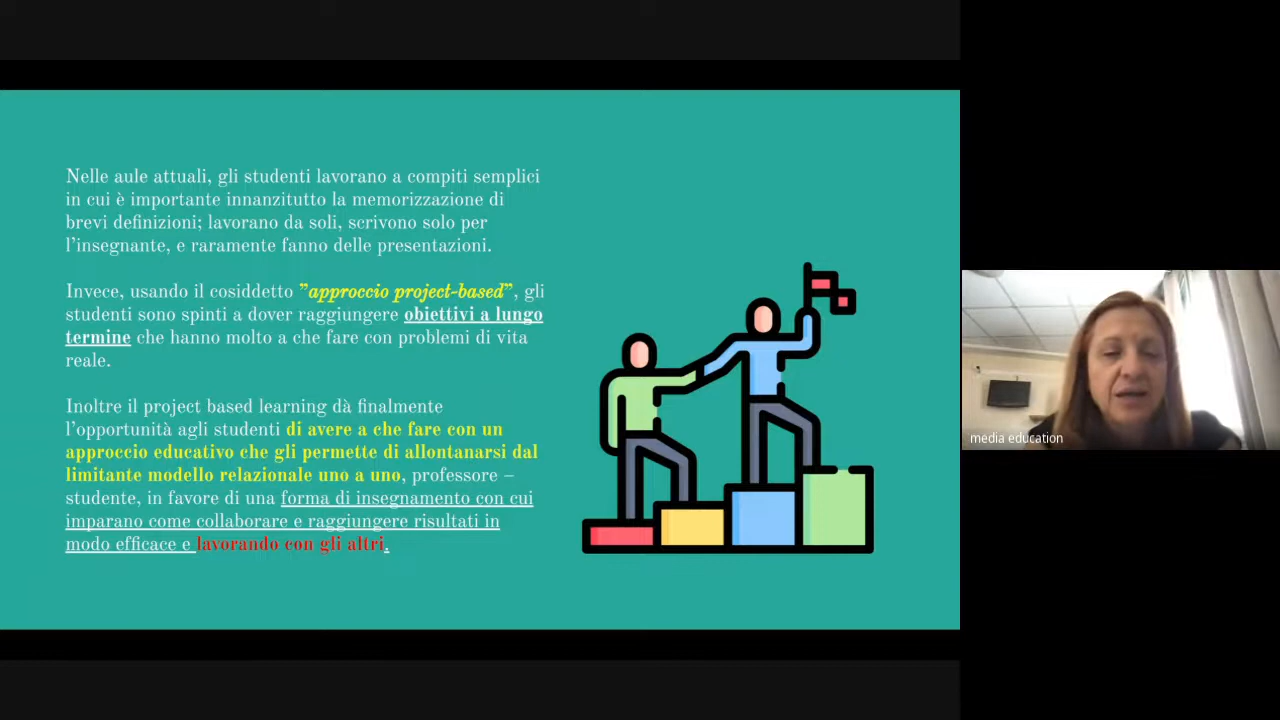 Nelle aule attuali, gli studenti lavorano a compiti semplici
in cui è importante innanzitutto la memorizzazione di
brevi definizioni; lavorano da soli, scrivono solo per
l'insegnante, e raramente fanno delle presentazioni.
Invece, usando il cosiddetto ”approccio project-based”, gli
studenti sono spinti a dover raggiungere obiettivi a lungo
termine che hanno molto a che fare con problemi di vita
reale.
Inoltre il project based learning dà finalmente
l'opportunità agli studenti di avere a che fare con un
approccio educativo che gli permette di allontanarsi dal
limitante modello relazionale uno a uno, professore –
studente, in favore di una forma di insegnamento con cui
imparano come collaborare e raggiungere risultati in
modo efficace e lavorando con gli altri.
media education